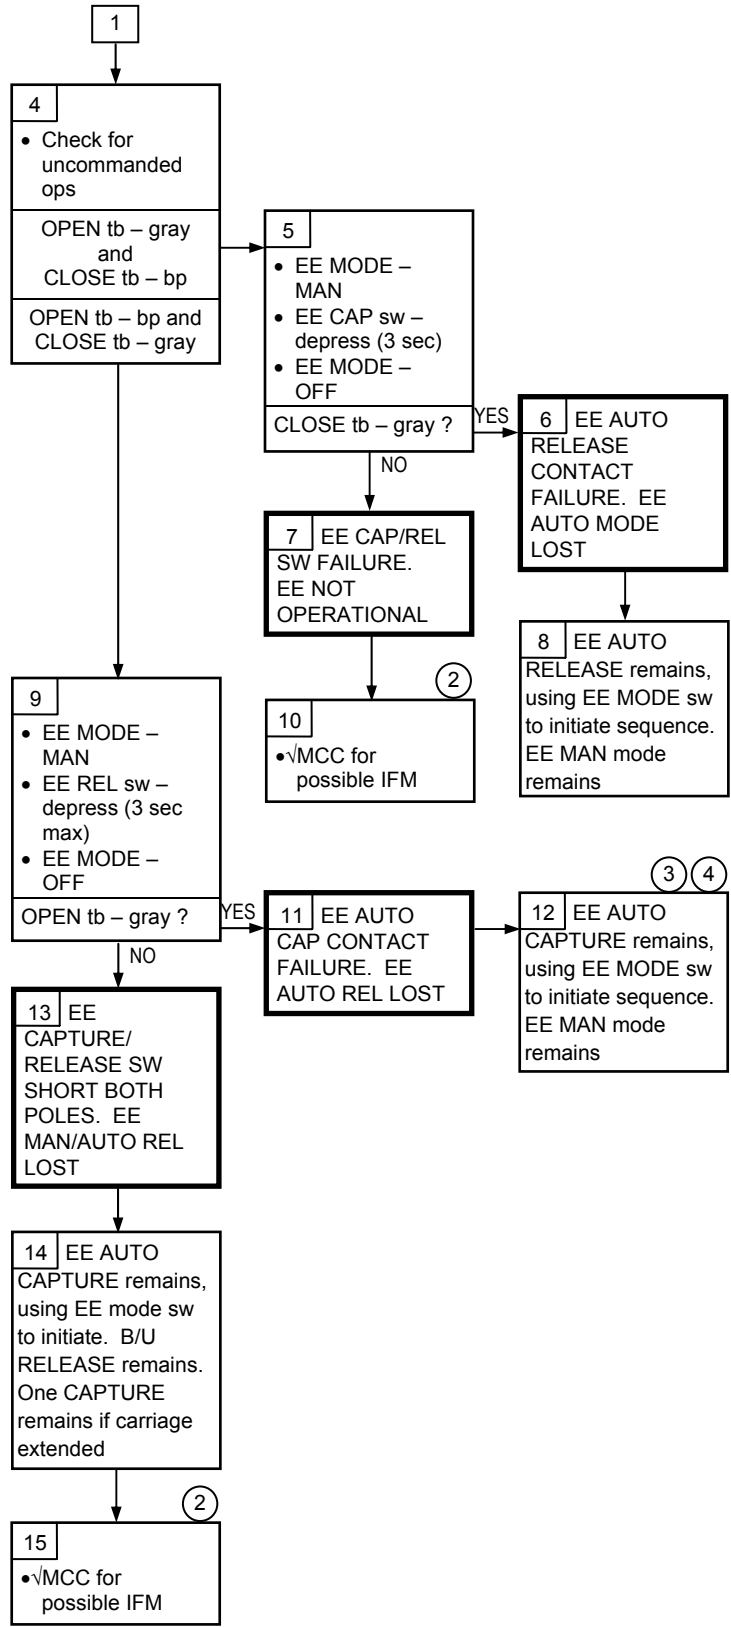 1
4
• Check for
uncommanded
ops
OPEN tb – gray
and
CLOSE tb – bp
OPEN tb – bp and
CLOSE tb – gray
5
• EE MODE –
MAN
• EE CAP sw –
depress (3 sec)
• EE MODE –
OFF
CLOSE tb – gray ?
YES
NO
6 EE AUTO
RELEASE
CONTACT
FAILURE. EE
AUTO MODE
LOST
7 EE CAP/REL
SW FAILURE.
EE NOT
OPERATIONAL
8 EE AUTO
RELEASE remains,
using EE MODE sw
to initiate sequence.
EE MAN mode
remains
2
10
•√MCC for
possible IFM
9
• EE MODE –
MAN
• EE REL sw –
depress (3 sec
max)
• EE MODE –
OFF
OPEN tb – gray ?
YES
NO
11 EE AUTO
CAP CONTACT
FAILURE. EE
AUTO REL LOST
3 4
12 EE AUTO
CAPTURE remains,
using EE MODE sw
to initiate sequence.
EE MAN mode
remains
13 EE
CAPTURE/
RELEASE SW
SHORT BOTH
POLES. EE
MAN/AUTO REL
LOST
14 EE AUTO
CAPTURE remains,
using EE mode sw
to initiate. B/U
RELEASE remains.
One CAPTURE
remains if carriage
extended
2
15
•√MCC for
possible IFM